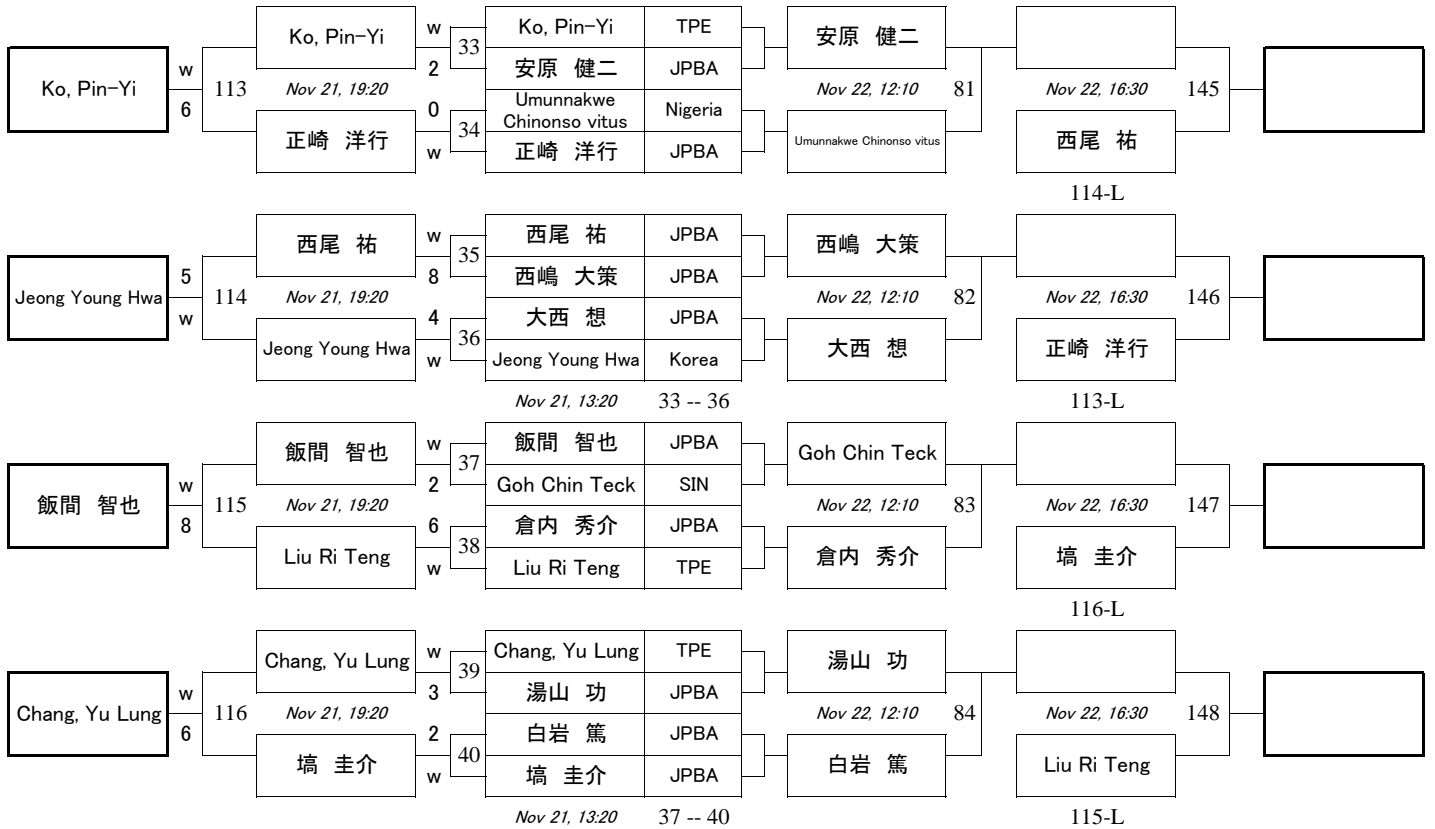 Ko, Pin-Yi w 33 Ko, Pin-Yi TPE 安原 健二
Ko, Pin-Yi w 6 113 Nov 21, 19:20 2 安原 健二 JPBA Nov 22, 12:10 81 Nov 22, 16:30 145
0 34 Umunnakwe Chinonso vitus Nigeria
正崎 洋行 w 正崎 洋行 JPBA Umunnakwe Chinonso vitus 西尾 祐
114-L
西尾 祐 w 35 西尾 祐 JPBA 西嶋 大策
Jeong Young Hwa 5 w 114 Nov 21, 19:20 8 西嶋 大策 JPBA Nov 22, 12:10 82 Nov 22, 16:30 146
4 36 大西 想 JPBA
Jeong Young Hwa w Jeong Young Hwa Korea 大西 想 正崎 洋行
Nov 21, 13:20 33 -- 36 113-L
飯間 智也 w 37 飯間 智也 JPBA Goh Chin Teck
飯間 智也 w 8 115 Nov 21, 19:20 2 Goh Chin Teck SIN Nov 22, 12:10 83 Nov 22, 16:30 147
6 38 倉内 秀介 JPBA
Liu Ri Teng w Liu Ri Teng TPE 倉内 秀介 塙 圭介
116-L
Chang, Yu Lung w 39 Chang, Yu Lung TPE 湯山 功
Chang, Yu Lung w 6 116 Nov 21, 19:20 3 湯山 功 JPBA Nov 22, 12:10 84 Nov 22, 16:30 148
2 40 白岩 篤 JPBA
塙 圭介 w 塙 圭介 JPBA 白岩 篤 Liu Ri Teng
Nov 21, 13:20 37 -- 40 115-L